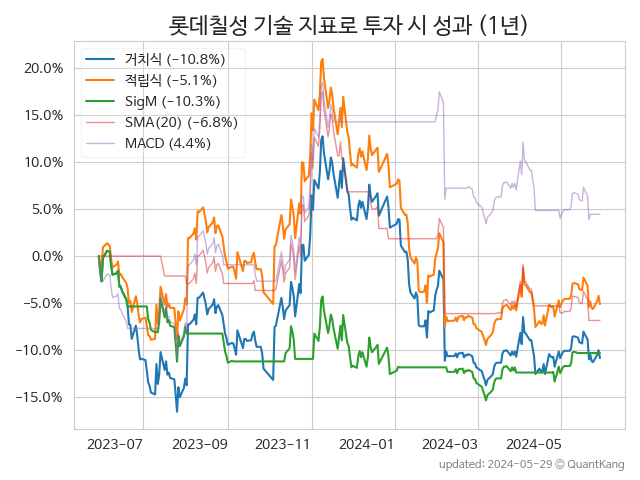 롯데칠성 기술 지표로 투자 시 성과 (1년)
거치식 (−10.8%)
적립식 (−5.1%)
SigM (−10.3%)
SMA(20) (−6.8%)
MACD (4.4%)
20.0%
15.0%
10.0%
5.0%
0.0%
−5.0%
−10.0%
−15.0%
2023-07 2023-09 2023-11 2024-01 2024-03 2024-05
updated: 2024-05-29 ⓒ QuantKang